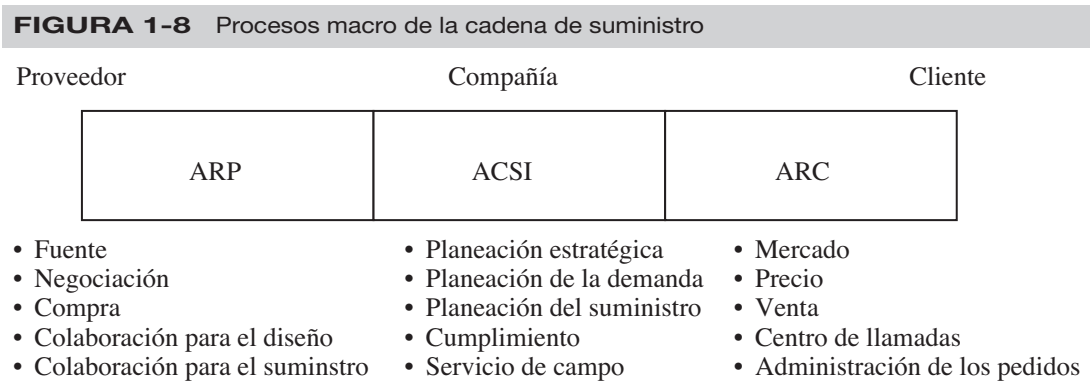 FIGURA 1-8 Procesos macro de la cadena de suministro
Proveedor Compañía Cliente
ARP ACSI ARC
• Fuente
• Negociación
• Compra
• Colaboración para el diseño
• Colaboración para el suminstro
• Planeación estratégica
• Planeación de la demanda
• Planeación del suministro
• Cumplimiento
• Servicio de campo
• Mercado
• Precio
• Venta
• Centro de llamadas
• Administración de los pedidos